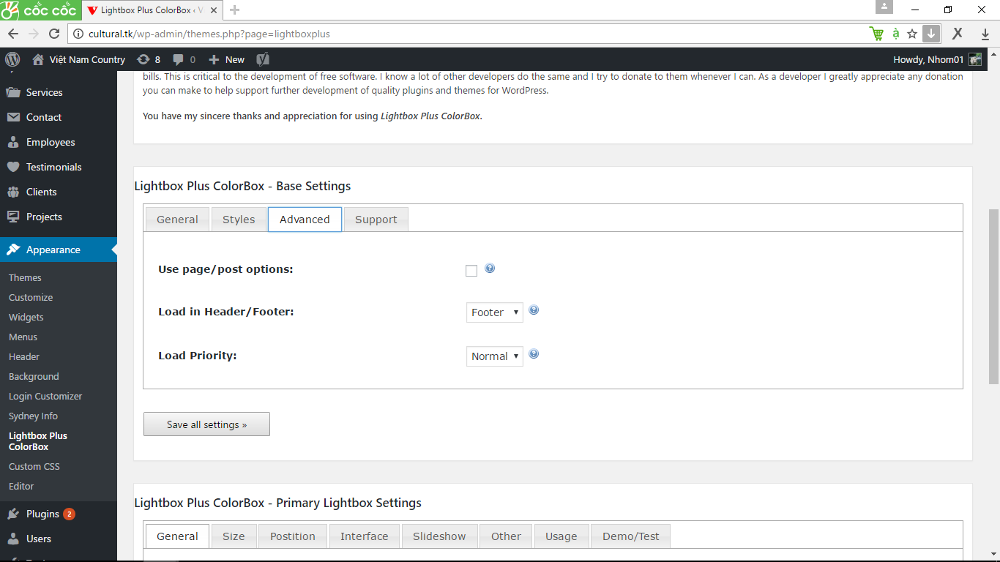 cốc cốc
Lightbox Plus ColorBox ‹ V
cultural.tk/wp-admin/themes.php?page=lightboxplus
Việt Nam Country
8
0
New
Howdy, Nhom01
Services
Contact
Employees
Testimonials
Clients
Projects
Appearance
Themes
Customize
Widgets
Menus
Header
Background
Login Customizer
Sydney Info
Lightbox Plus
ColorBox
Custom CSS
Editor
Plugins 2
Users
bills. This is critical to the development of free software. I know a lot of other developers do the same and I try to donate to them whenever I can. As a developer I greatly appreciate any donation
you can make to help support further development of quality plugins and themes for WordPress.
You have my sincere thanks and appreciation for using Lightbox Plus ColorBox.
Lightbox Plus ColorBox - Base Settings
General Styles Advanced Support
Use page/post options:
Load in Header/Footer: Footer
Load Priority: Normal
Save all settings »
Lightbox Plus ColorBox - Primary Lightbox Settings
General Size Postition Interface Slideshow Other Usage Demo/Test